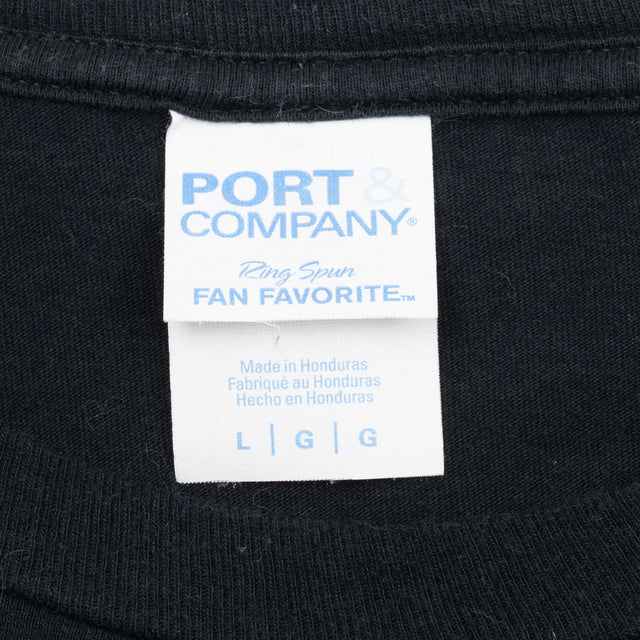 PORT &
COMPANY®
Ring Spun
FAN FAVORITE™
Made in Honduras
Fabriqué au Honduras
Hecho en Honduras
L | G | G